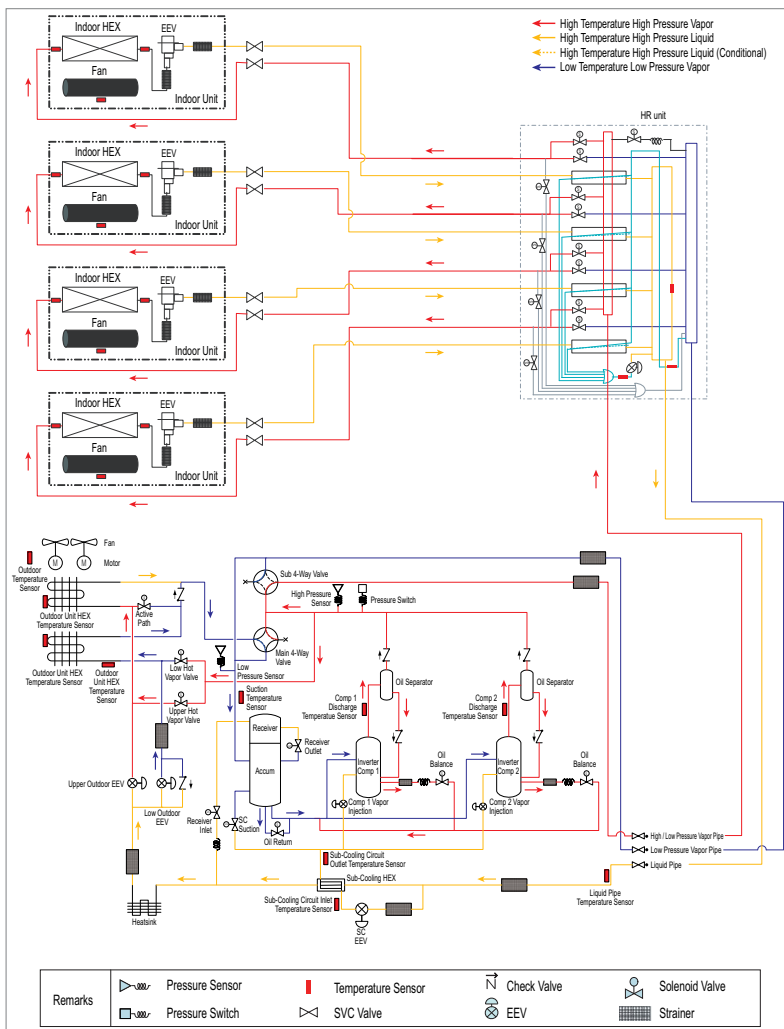 High Temperature High Pressure Vapor
High Temperature High Pressure Liquid
High Temperature High Pressure Liquid (Conditional)
Low Temperature Low Pressure Vapor
Indoor HEX
EEV
Fan
Indoor Unit
Indoor HEX
EEV
Fan
Indoor Unit
Indoor HEX
EEV
Fan
Indoor Unit
Indoor HEX
EEV
Fan
Indoor Unit
HR unit
Fan
M
M
Motor
Outdoor
Temperature
Sensor
Outdoor Unit HEX
Temperature Sensor
Active
Path
Outdoor Unit HEX
Temperature Sensor
Outdoor
Unit HEX
Temperature
Sensor
Low Hot
Vapor Valve
Upper Hot
Vapor Valve
Sub 4-Way Valve
High Pressure
Sensor
Pressure Switch
Main 4-Way
Valve
Low
Pressure Sensor
Suction
Temperature
Sensor
Oil Separator
Oil Separator
Comp 1
Discharge
Temperatue Sensor
Comp 2
Discharge
Temperatue Sensor
Receiver
Receiver
Outlet
Accum
Inverter
Comp 1
Oil
Balance
Inverter
Comp 2
Oil
Balance
Upper Outdoor EEV
Low Outdoor
EEV
Receiver
Inlet
SC
Suction
Oil Return
Comp 1 Vapor
Injection
Comp 2 Vapor
Injection
High / Low Pressure Vapor Pipe
Low Pressure Vapor Pipe
Liquid Pipe
Sub-Cooling Circuit
Outlet Temperature Sensor
Sub-Cooling HEX
Sub-Cooling Circuit Inlet
Temperature Sensor
SC
EEV
Liquid Pipe
Temperature Sensor
Heatsink
Remarks
Pressure Sensor
Temperature Sensor
Check Valve
Solenoid Valve
Pressure Switch
SVC Valve
EEV
Strainer